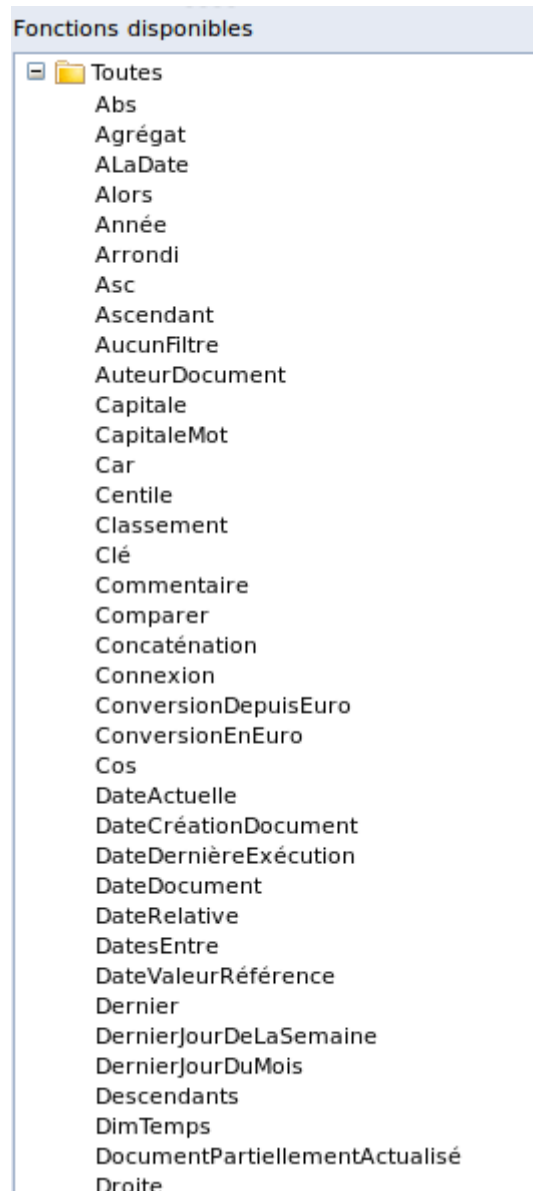 Fonctions disponibles
Toutes
Abs
Agrégat
ALaDate
Alors
Année
Arrondi
Asc
Ascendant
AucunFiltre
AuteurDocument
Capitale
CapitaleMot
Car
Centile
Classement
Clé
Commentaire
Comparer
Concaténation
Connexion
ConversionDepuisEuro
ConversionEnEuro
Cos
DateActuelle
DateCréationDocument
DateDernièreExécution
DateDocument
DateRelative
DatesEntre
DateValeurRéférence
Dernier
DernierJourDeLaSemaine
DernierJourDuMois
Descendants
DimTemps
DocumentPartiellementActualisé
Droite